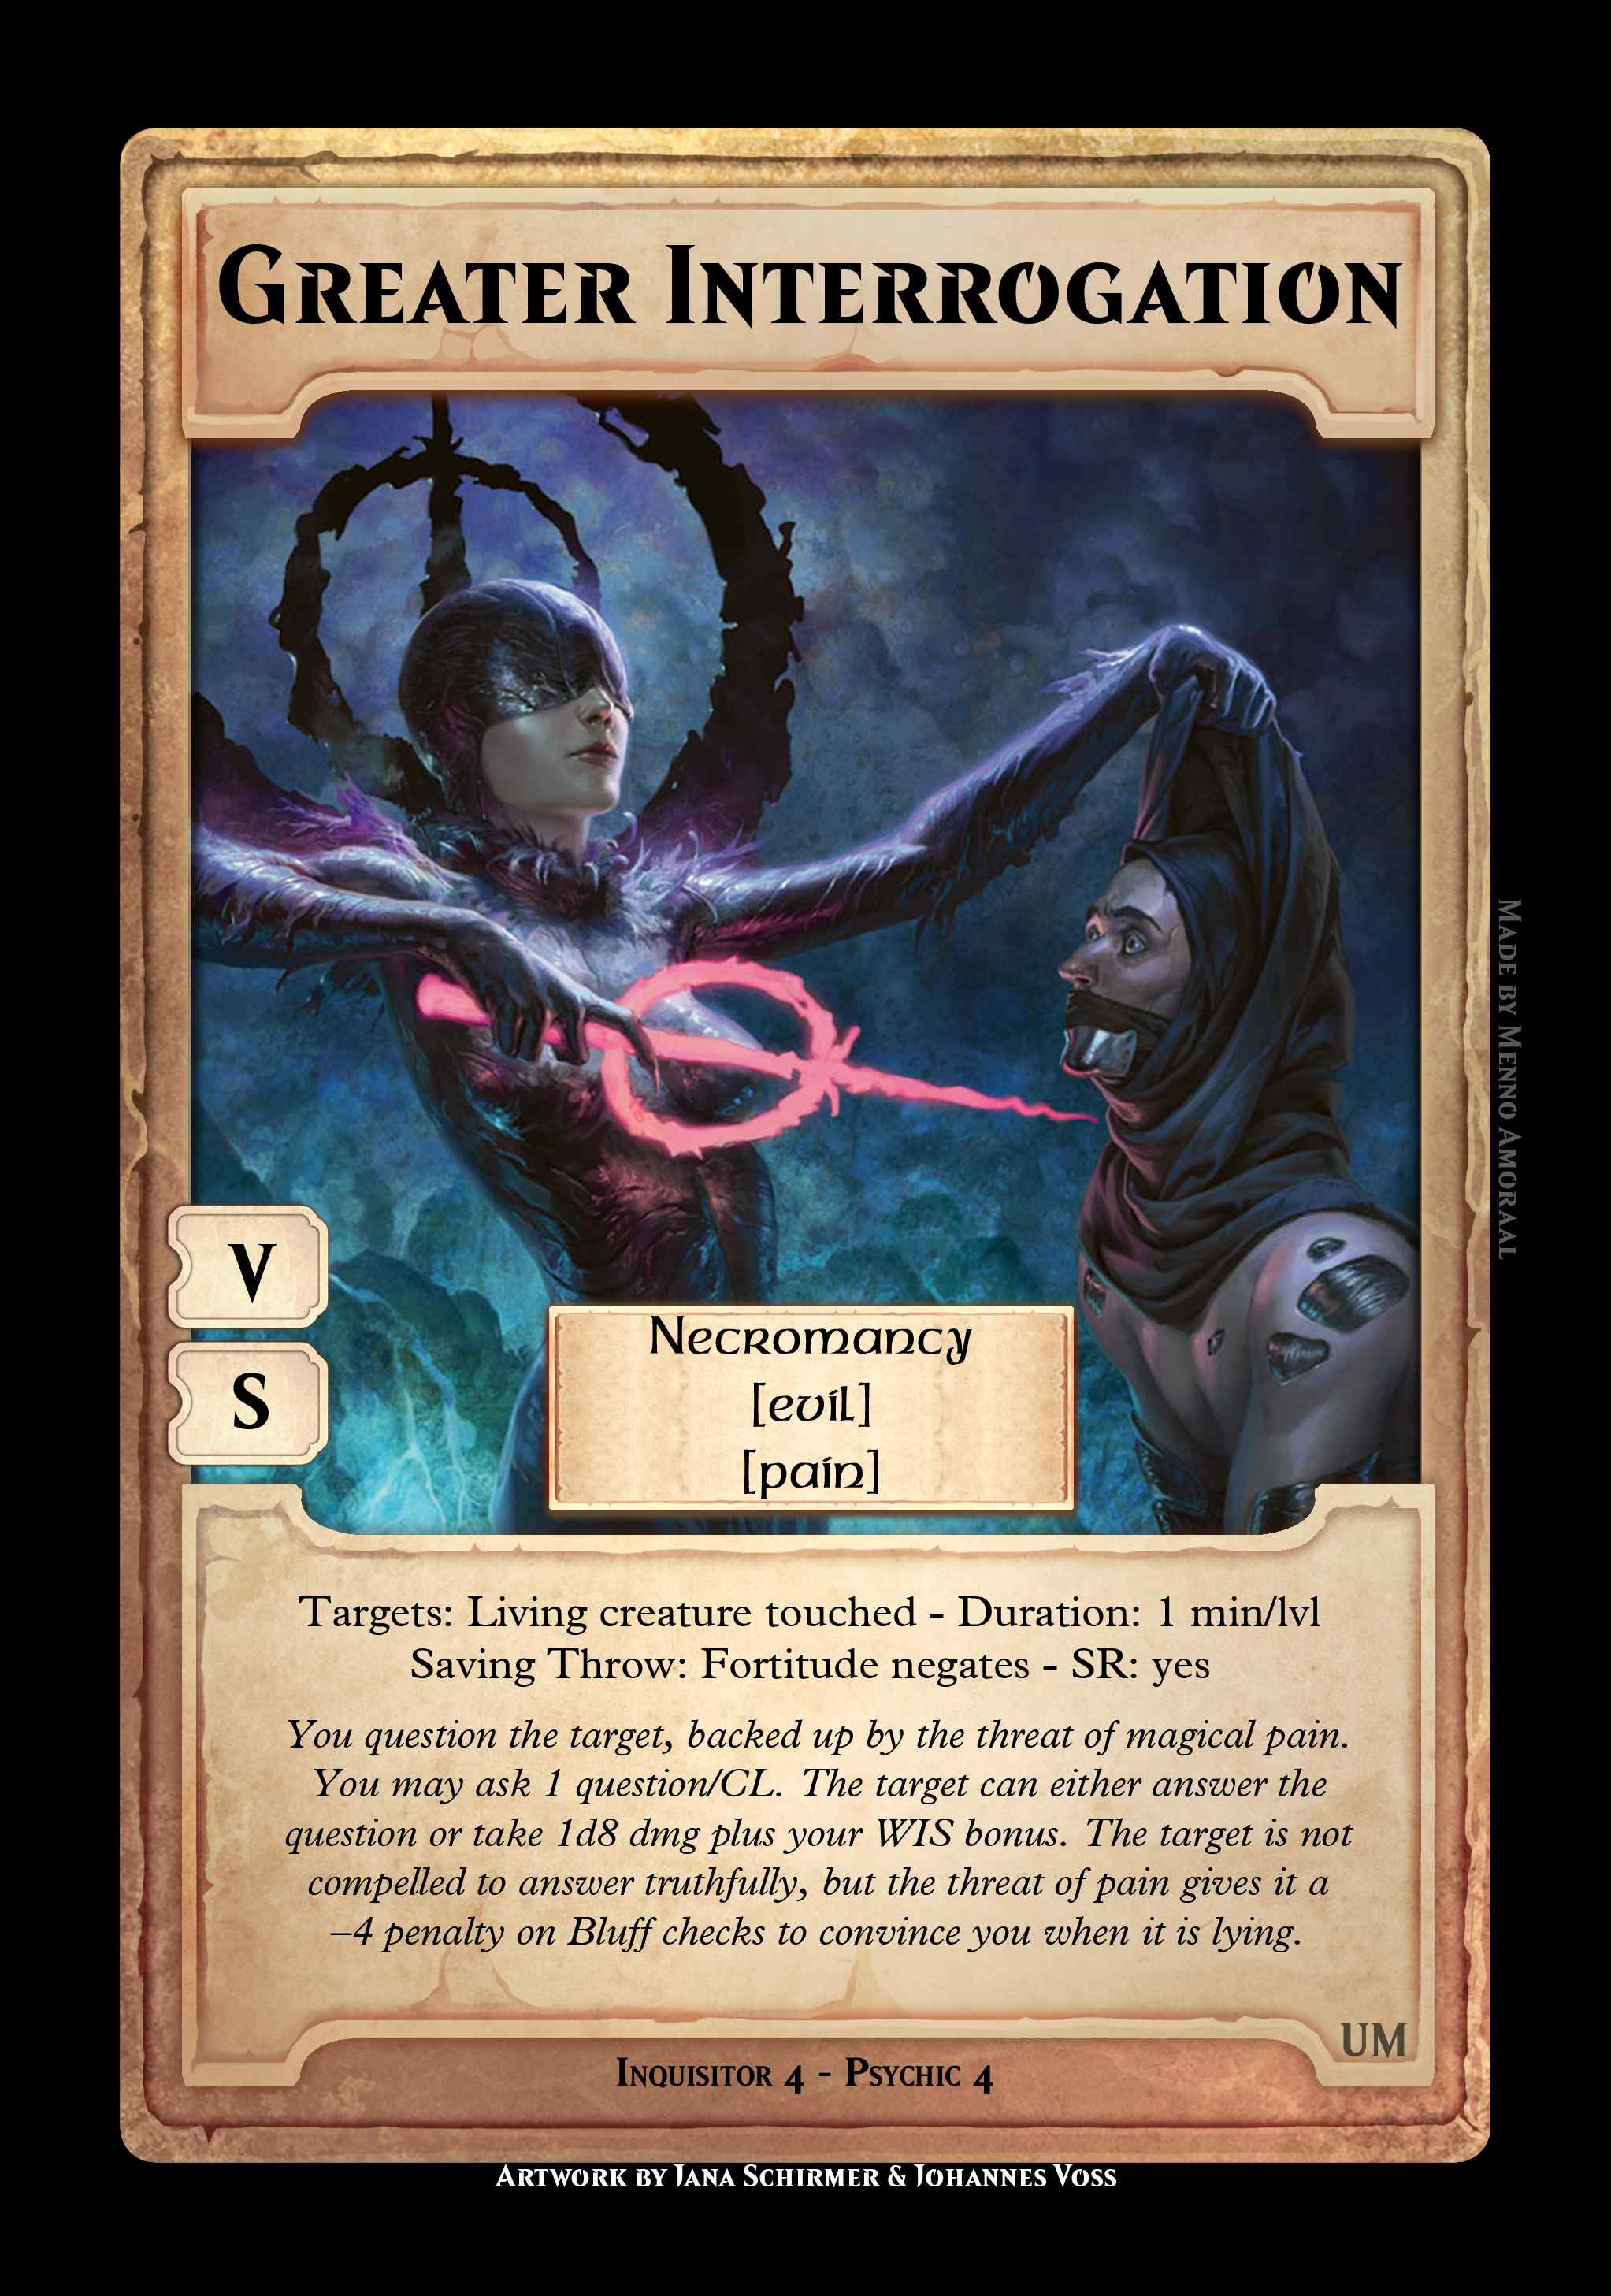 Greater Interrogation
Made by Menno Amoraal
V
S
Necromancy
[evil]
[pain]
Targets: Living creature touched - Duration: 1 min/lvl
Saving Throw: Fortitude negates - SR: yes
You question the target, backed up by the threat of magical pain.
You may ask 1 question/CL. The target can either answer the
question or take 1d8 dmg plus your WIS bonus. The target is not
compelled to answer truthfully, but the threat of pain gives it a
–4 penalty on Bluff checks to convince you when it is lying.
UM
Inquisitor 4 - Psychic 4
Artwork by Jana Schirmer & Johannes Voss